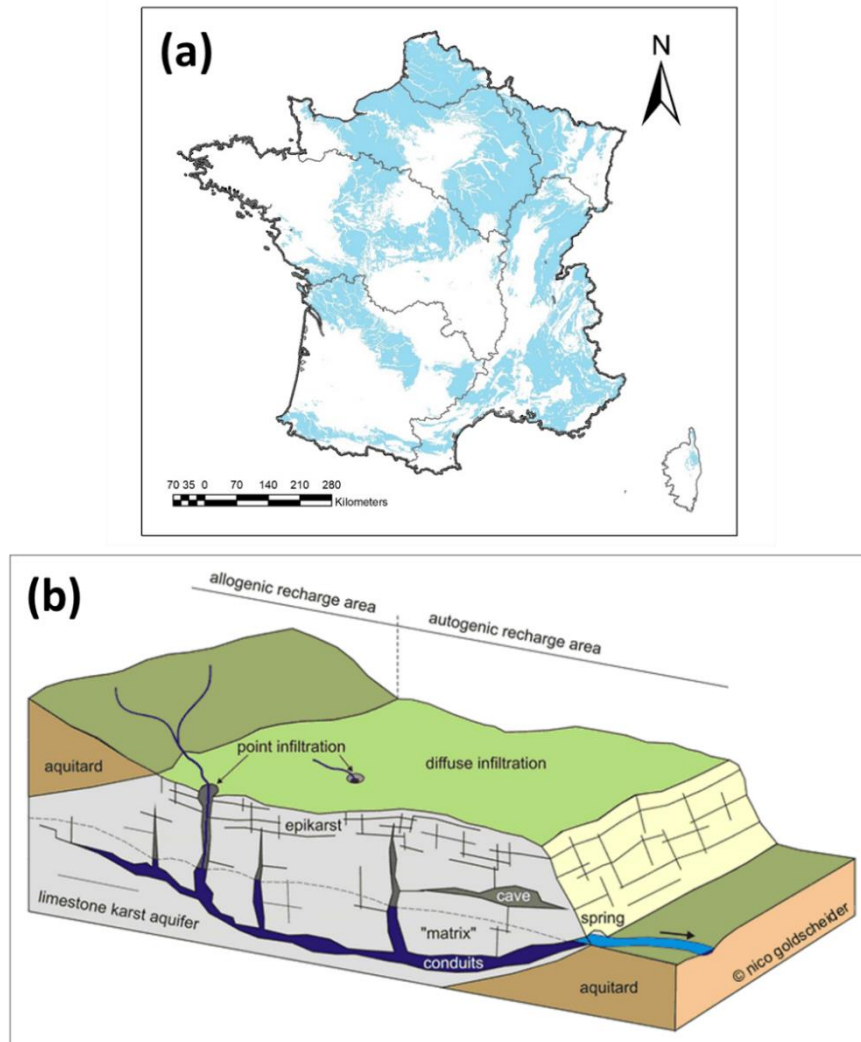 (a)
N
70 35 0 70 140 210 280
Kilometers
(b)
allogenic recharge area
autogenic recharge area
point infiltration
diffuse infiltration
aquitard
epikarst
cave
limestone karst aquifer
"matrix"
spring
conduits
aquitard
© nico goldscheider